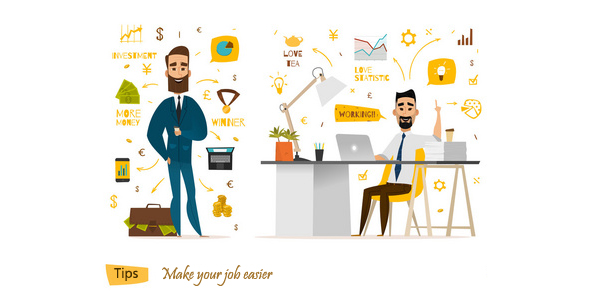 INVESTMENT
MORE
MONEY
WINNER
LOVE
TEA
LOVE
STATISTIC
WORKING!!
Tips
Make your job easier